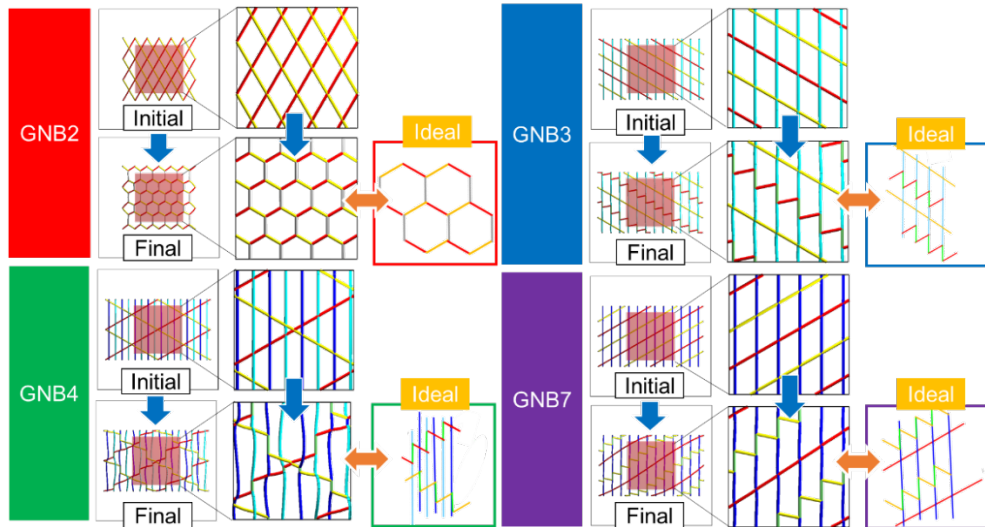 GNB2
Initial
Final
Ideal
GNB3
Initial
Final
Ideal
GNB4
Initial
Final
Ideal
GNB7
Initial
Final
Ideal